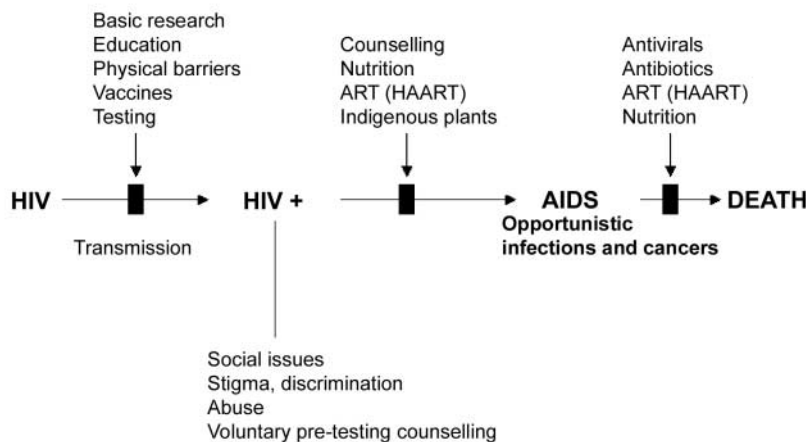 Basic research
Education
Physical barriers
Vaccines
Testing
Counselling
Nutrition
ART (HAART)
Indigenous plants
Antivirals
Antibiotics
ART (HAART)
Nutrition
HIV
HIV +
AIDS
DEATH
Transmission
Opportunistic
infections and cancers
Social issues
Stigma, discrimination
Abuse
Voluntary pre-testing counselling